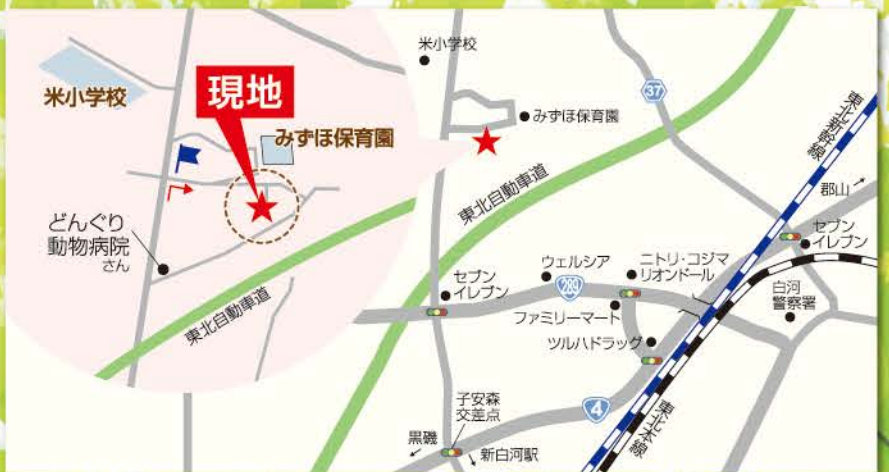 米小学校
現地
みずほ保育園
どんぐり
動物病院
さん
東北自動車道
米小学校
みずほ保育園
37
東北新幹線
郡山
東北自動車道
セブン
イレブン
ウェルシア
289
ニトリ・コジマ
リオンドール
セブン
イレブン
白河
警察署
ファミリーマート
ツルハドラッグ
子安森
交差点
4
黒磯
新白河駅
東北本線